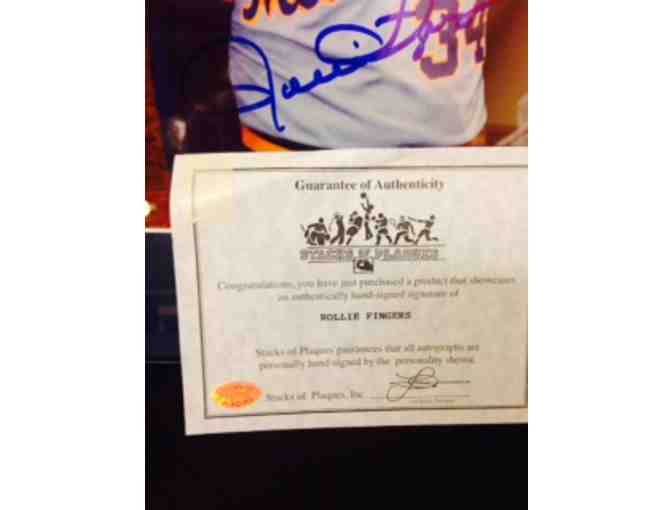 34
Guarantee of Authenticity
STACKS OF PLAQUES
Congratulations, you have just purchased a product that showcases
an authentically hand-signed signature of
ROLLIE FINGERS
Stacks of Plaques guarantees that all autographs are
personally hand-signed by the personality shown.
Stacks of Plaques, Inc.